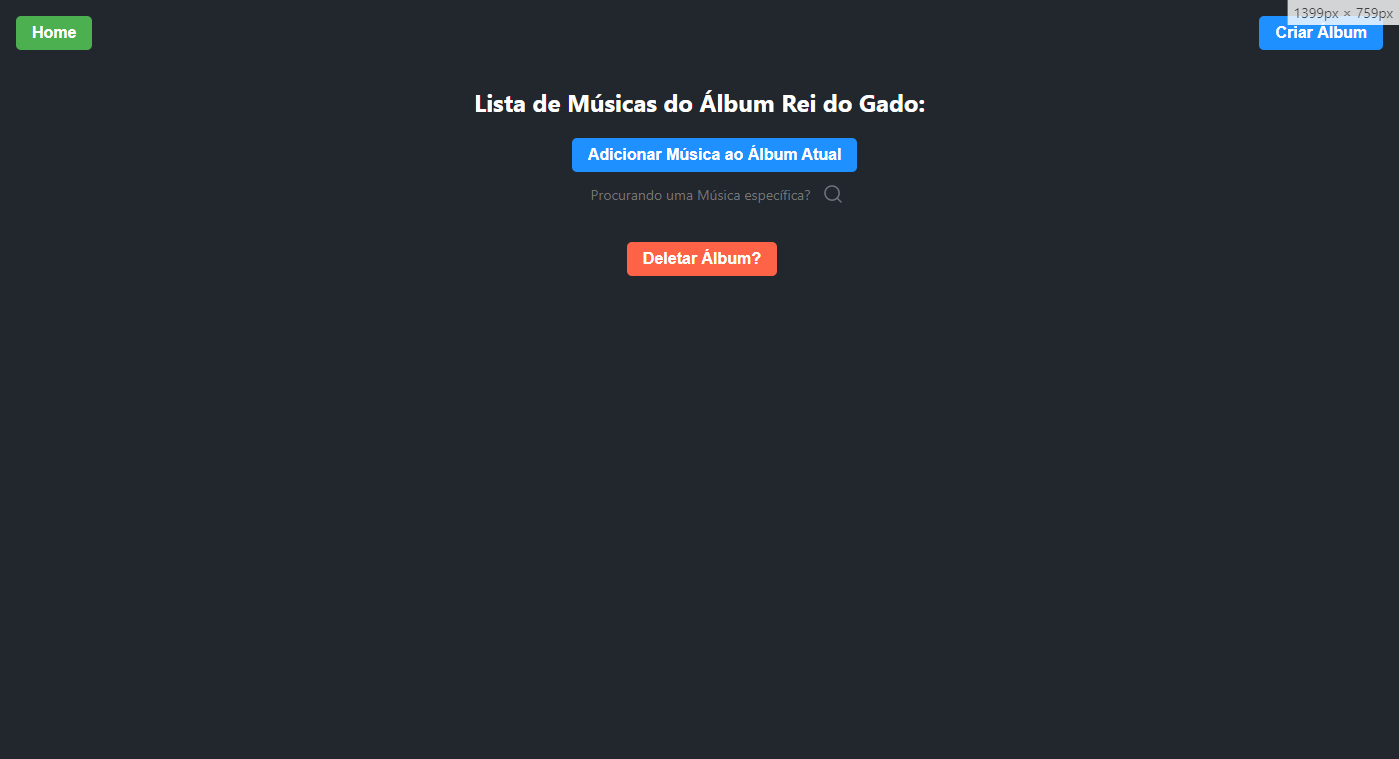 Home
1399px × 759px
Criar Álbum
Lista de Músicas do Álbum Rei do Gado:
Adicionar Música ao Álbum Atual
Procurando uma Música específica?
Deletar Álbum?